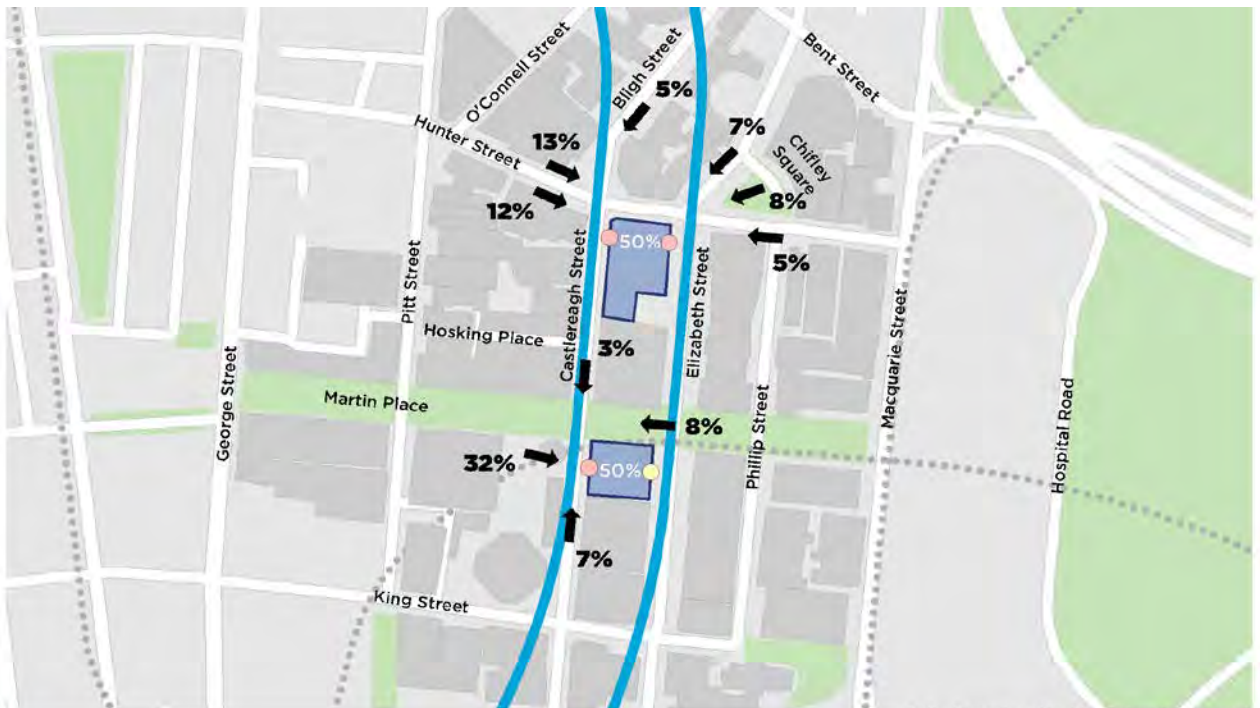 O'Connell Street
Bligh Street
5%
Bent Street
Hunter Street
13%
7%
Chifley
Square
12%
8%
50%
5%
Pitt Street
Castlereagh Street
Elizabeth Street
Hosking Place
3%
Macquarie Street
George Street
Martin Place
8%
Phillip Street
Hospital Road
32%
50%
7%
King Street